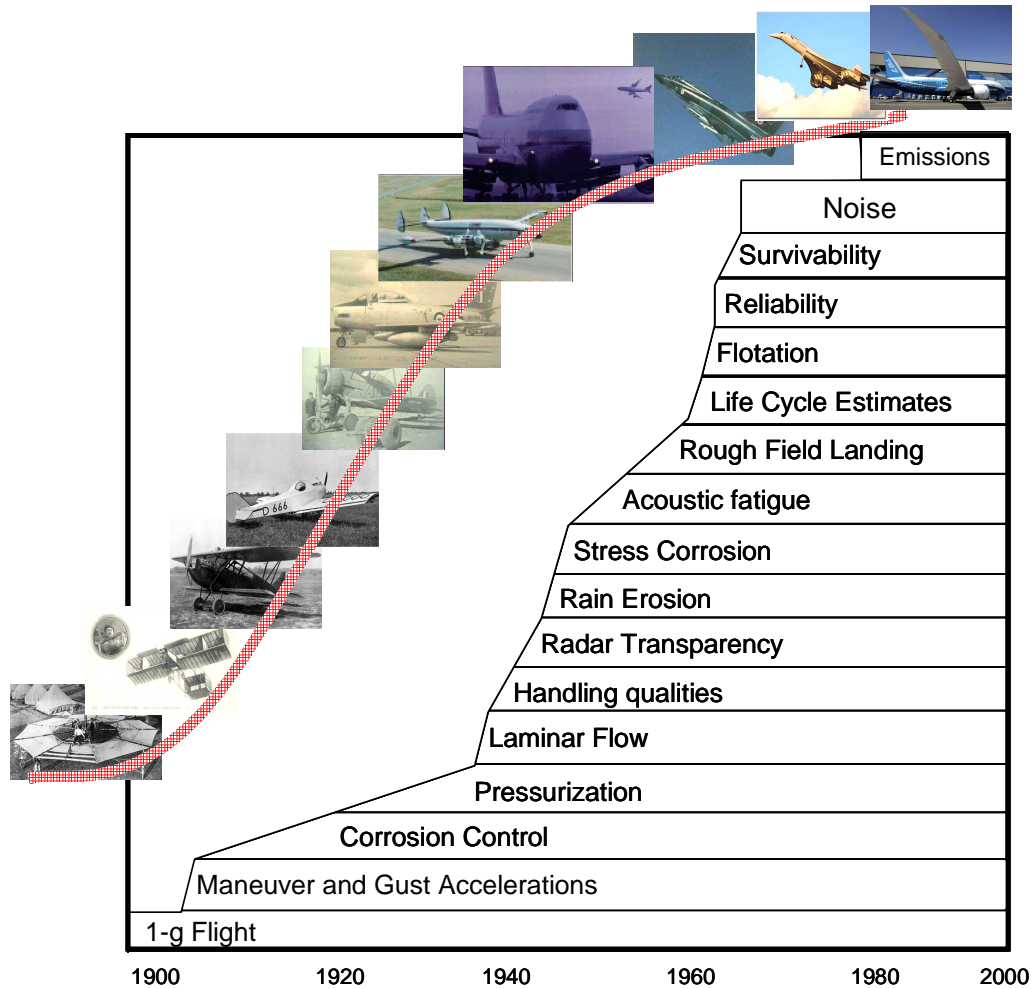 Emissions
Noise
Survivability
Reliability
Flotation
Life Cycle Estimates
Rough Field Landing
Acoustic fatigue
D 666
Stress Corrosion
Rain Erosion
Radar Transparency
Handling qualities
Laminar Flow
Pressurization
Corrosion Control
Maneuver and Gust Accelerations
1-g Flight
1900 1920 1940 1960 1980 2000